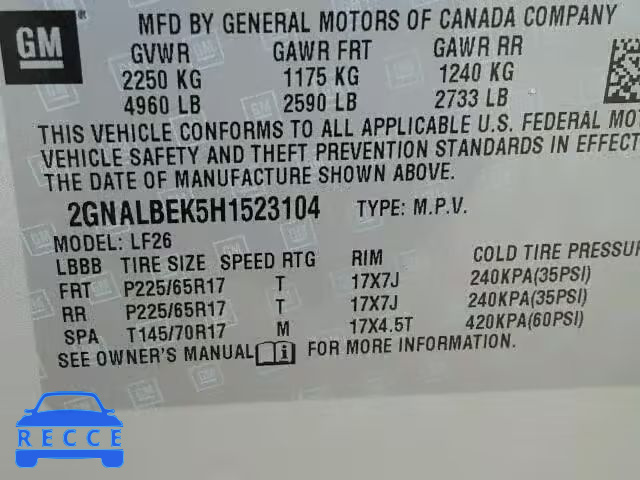 GM
MFD BY GENERAL MOTORS OF CANADA COMPANY
GVWR GAWR FRT GAWR RR
2250 KG 1175 KG 1240 KG
4960 LB 2590 LB 2733 LB
THIS VEHICLE CONFORMS TO ALL APPLICABLE U.S. FEDERAL MOT
VEHICLE SAFETY AND THEFT PREVENTION STANDARDS IN EFFECT
THE DATE OF MANUFACTURE SHOWN ABOVE.
2GNALBEK5H1523104 TYPE: M.P.V.
MODEL: LF26
LBBB TIRE SIZE SPEED RTG RIM COLD TIRE PRESSUR
FRT P225/65R17 T 17X7J 240KPA(35PSI)
RR P225/65R17 T 17X7J 240KPA(35PSI)
SPA T145/70R17 M 17X4.5T 420KPA(60PSI)
SEE OWNER'S MANUAL i FOR MORE INFORMATION.
RECCE